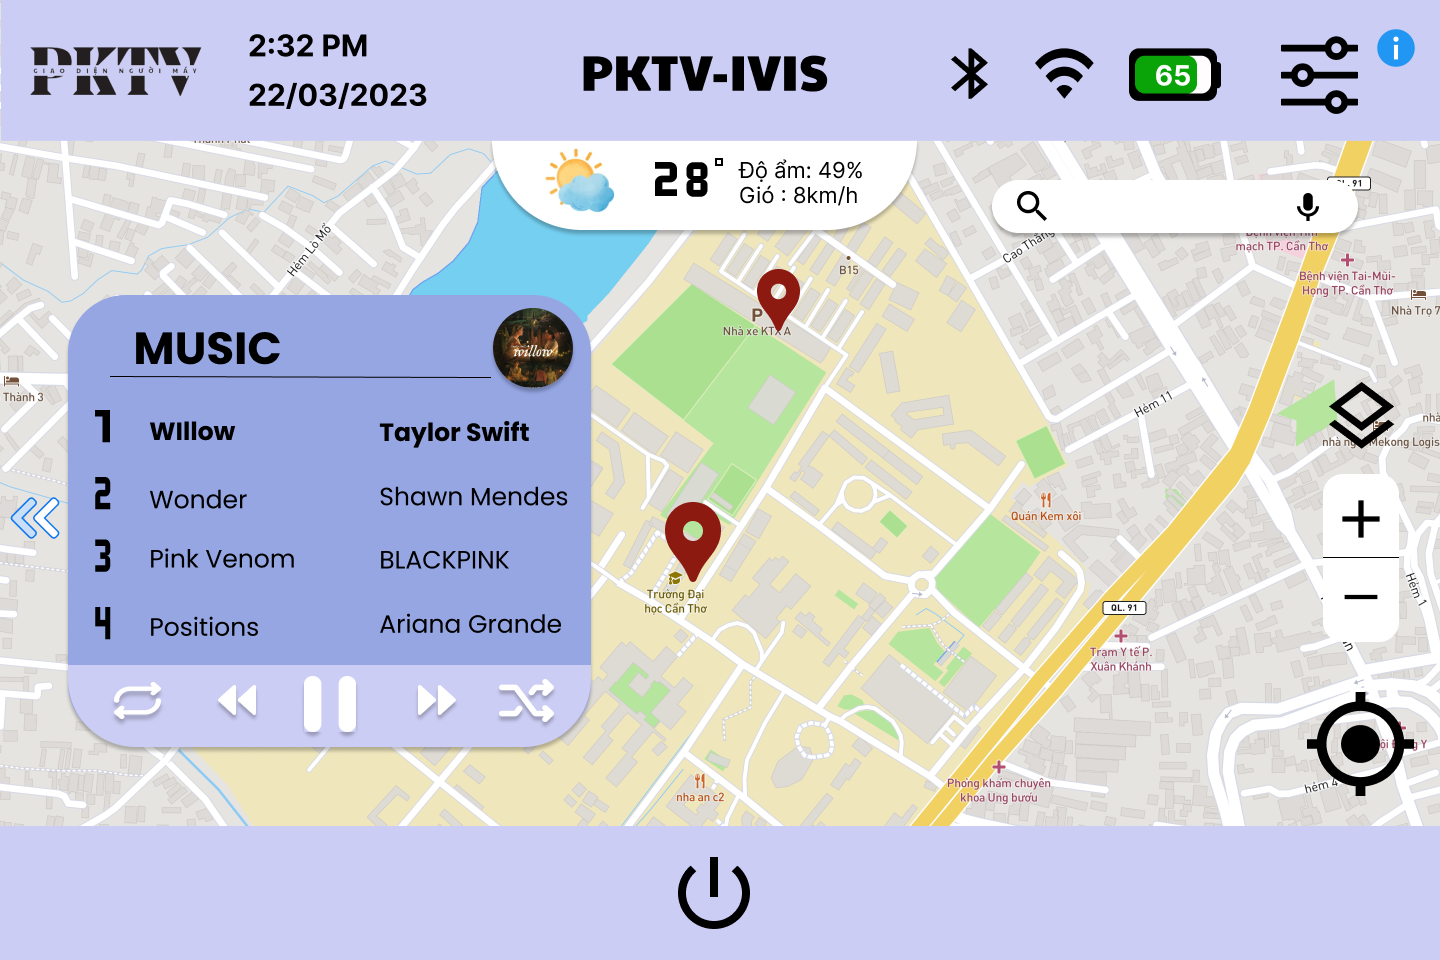 PKTV
GIAO DIỆN NGƯỜI MÁY
2:32 PM
22/03/2023
PKTV-IVIS
65
28°
Độ ẩm: 49%
Gió : 8km/h
QL. 91
mạch TP. Cần Thơ
Bệnh viện Tai-Mũi-
Họng TP. Cần Thơ
Nhà Trọ 7
Cao Thắng
Hẻm Lò Mổ
B15
P
Nhà xe KTX A
MUSIC
willow
1 WIllow Taylor Swift
2 Wonder Shawn Mendes
3 Pink Venom BLACKPINK
4 Positions Ariana Grande
Thành 3
Hẻm 11
Mekong Logis
Quán Kem xôi
Trường Đại
học Cần Thơ
QL. 91
Trạm Y tế P.
Xuân Khánh
Hẻm 1
nha an c2
Phòng khám chuyên
khoa Ung bướu
hẻm 4